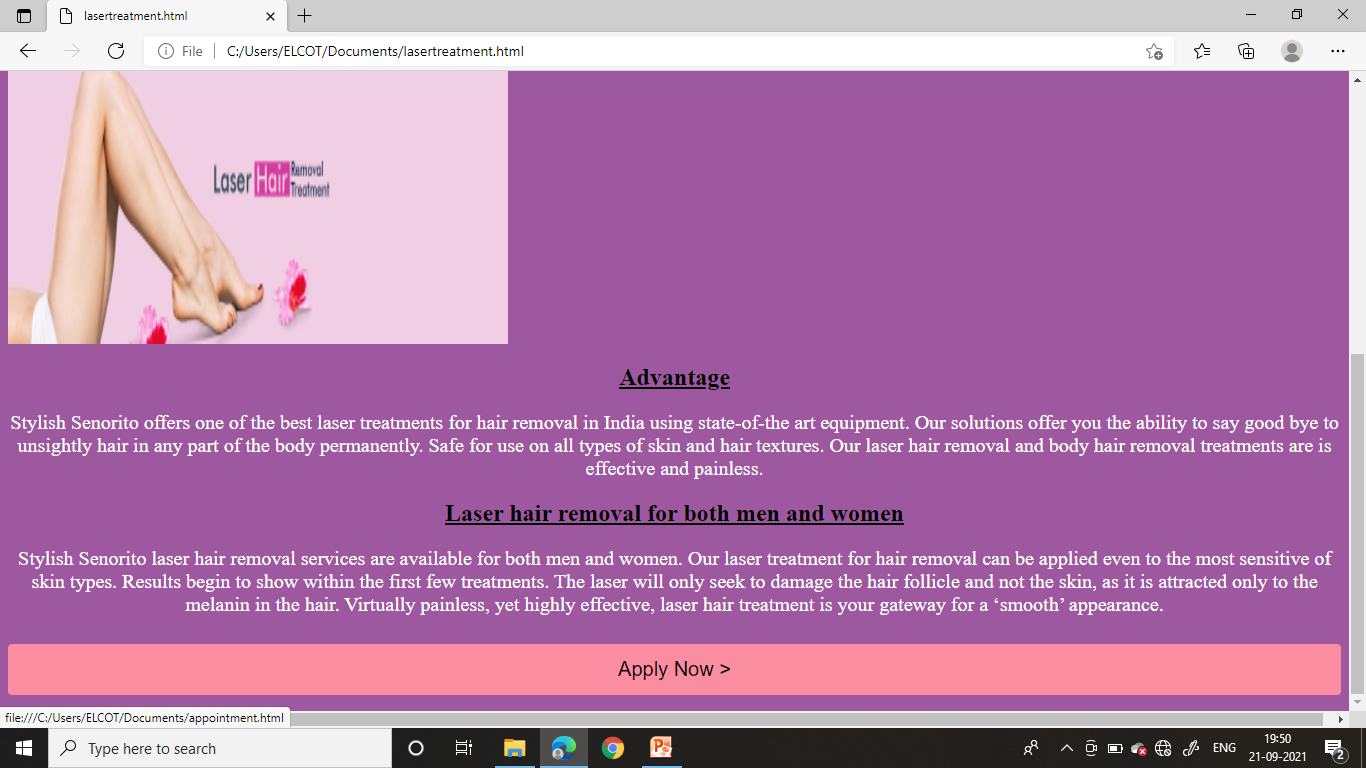 lasertreatment.html
File
C:/Users/ELCOT/Documents/lasertreatment.html
Laser Hair Removal
Treatment
Advantage
Stylish Senorito offers one of the best laser treatments for hair removal in India using state-of-the art equipment. Our solutions offer you the ability to say good bye to
unsightly hair in any part of the body permanently. Safe for use on all types of skin and hair textures. Our laser hair removal and body hair removal treatments are is
effective and painless.
Laser hair removal for both men and women
Stylish Senorito laser hair removal services are available for both men and women. Our laser treatment for hair removal can be applied even to the most sensitive of
skin types. Results begin to show within the first few treatments. The laser will only seek to damage the hair follicle and not the skin, as it is attracted only to the
melanin in the hair. Virtually painless, yet highly effective, laser hair treatment is your gateway for a ‘smooth’ appearance.
Apply Now >
file:///C:/Users/ELCOT/Documents/appointment.html
Type here to search
ENG
19:50
21-09-2021
2